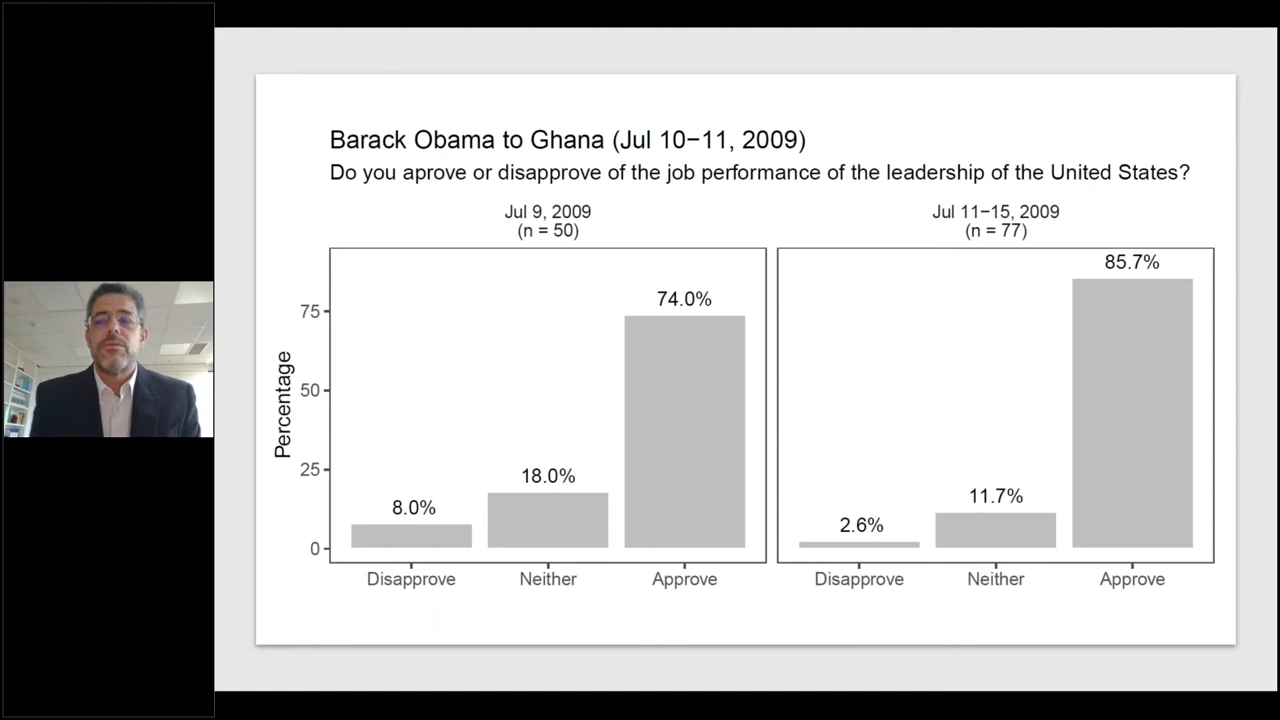 Barack Obama to Ghana (Jul 10−11, 2009)
Do you aprove or disapprove of the job performance of the leadership of the United States?
Jul 9, 2009
(n = 50)
Jul 11−15, 2009
(n = 77)
Percentage
75
50
25
0
8.0%
18.0%
74.0%
2.6%
11.7%
85.7%
Disapprove
Neither
Approve
Disapprove
Neither
Approve